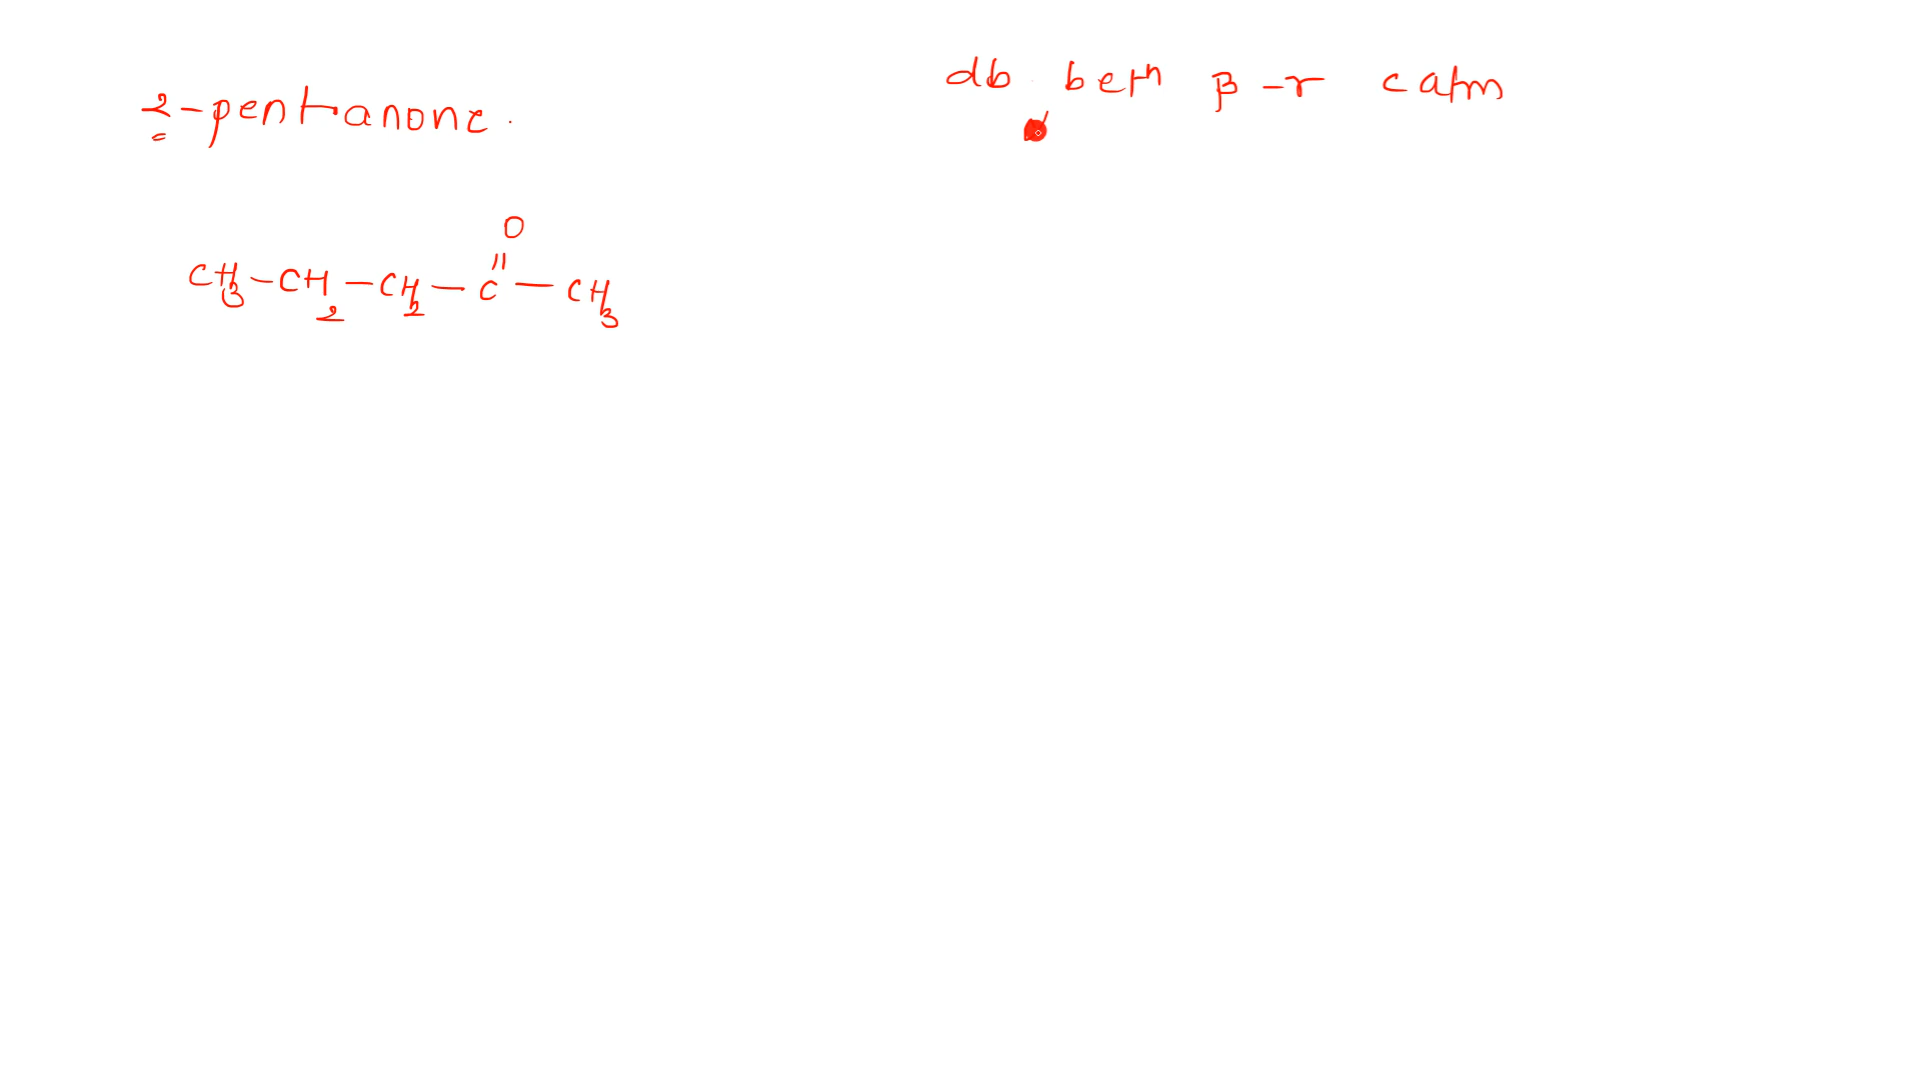 2-pentanone.
db betn β-r catm
O
||
CH3-CH2-CH2-C-CH3